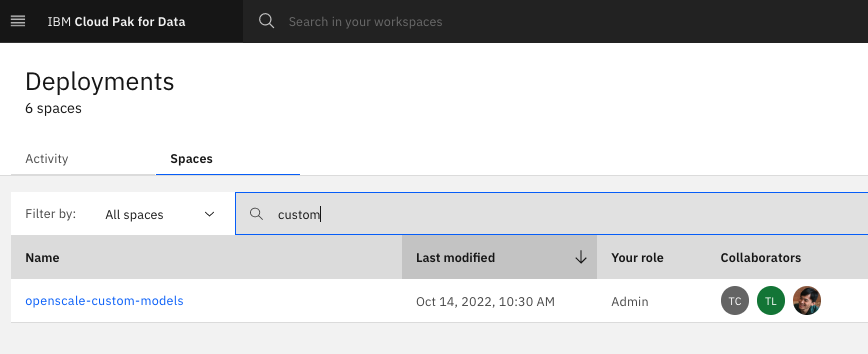 IBM Cloud Pak for Data
Search in your workspaces
Deployments
6 spaces
Activity
Spaces
Filter by:
All spaces
custom
Name
Last modified
Your role
Collaborators
openscale-custom-models
Oct 14, 2022, 10:30 AM
Admin
TC
TL